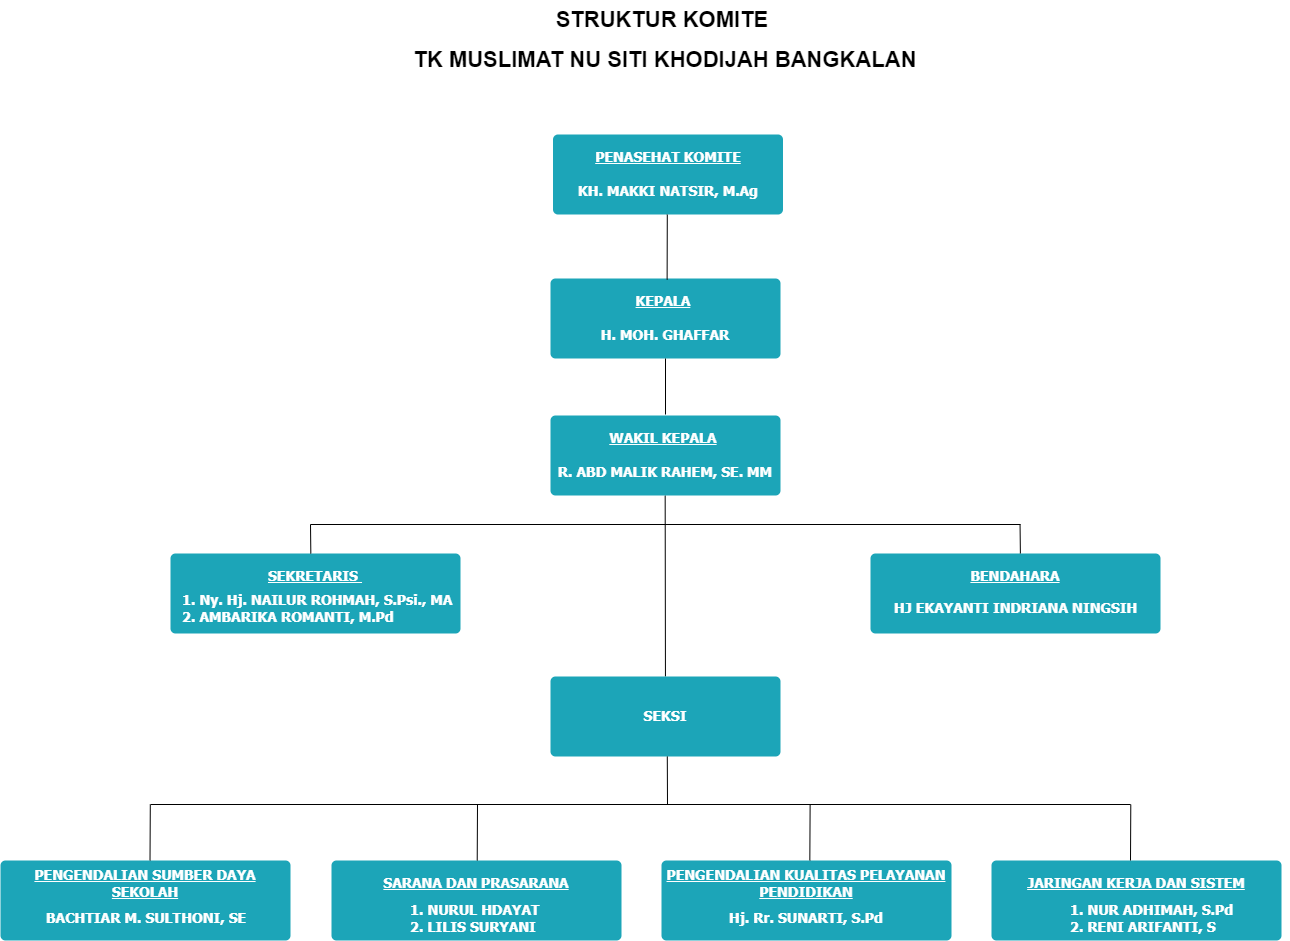 STRUKTUR KOMITE
TK MUSLIMAT NU SITI KHODIJAH BANGKALAN
PENASEHAT KOMITE
KH. MAKKI NATSIR, M.Ag
KEPALA
H. MOH. GHAFFAR
WAKIL KEPALA
R. ABD MALIK RAHEM, SE. MM
SEKRETARIS
1. Ny. Hj. NAILUR ROHMAH, S.Psi., MA
2. AMBARIKA ROMANTI, M.Pd
BENDAHARA
HJ EKAYANTI INDRIANA NINGSIH
SEKSI
PENGENDALIAN SUMBER DAYA
SEKOLAH
BACHTIAR M. SULTHONI, SE
SARANA DAN PRASARANA
1. NURUL HDAYAT
2. LILIS SURYANI
PENGENDALIAN KUALITAS PELAYANAN
PENDIDIKAN
Hj. Rr. SUNARTI, S.Pd
JARINGAN KERJA DAN SISTEM
1. NUR ADHIMAH, S.Pd
2. RENI ARIFANTI, S